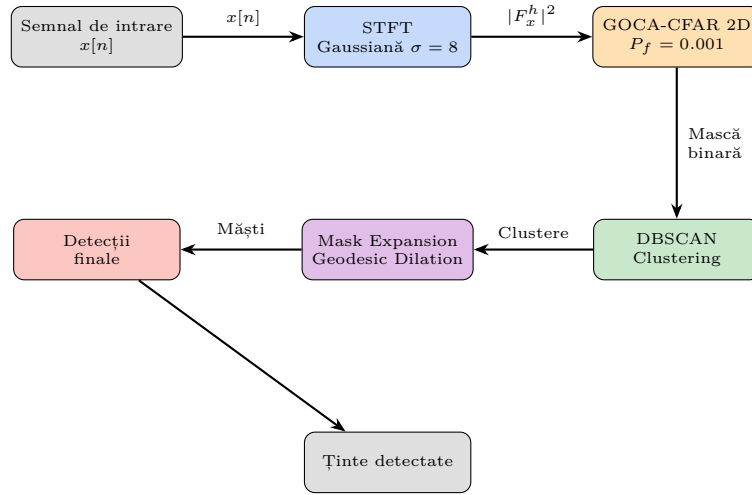 Semnal de intrare
x[n]
x[n]
STFT
Gaussiană σ = 8
|F_x^h|^2
GOCA-CFAR 2D
P_f = 0.001
Mască
binară
DBSCAN
Clustering
Clustere
Mask Expansion
Geodesic Dilation
Măști
Detecții
finale
Ținte detectate